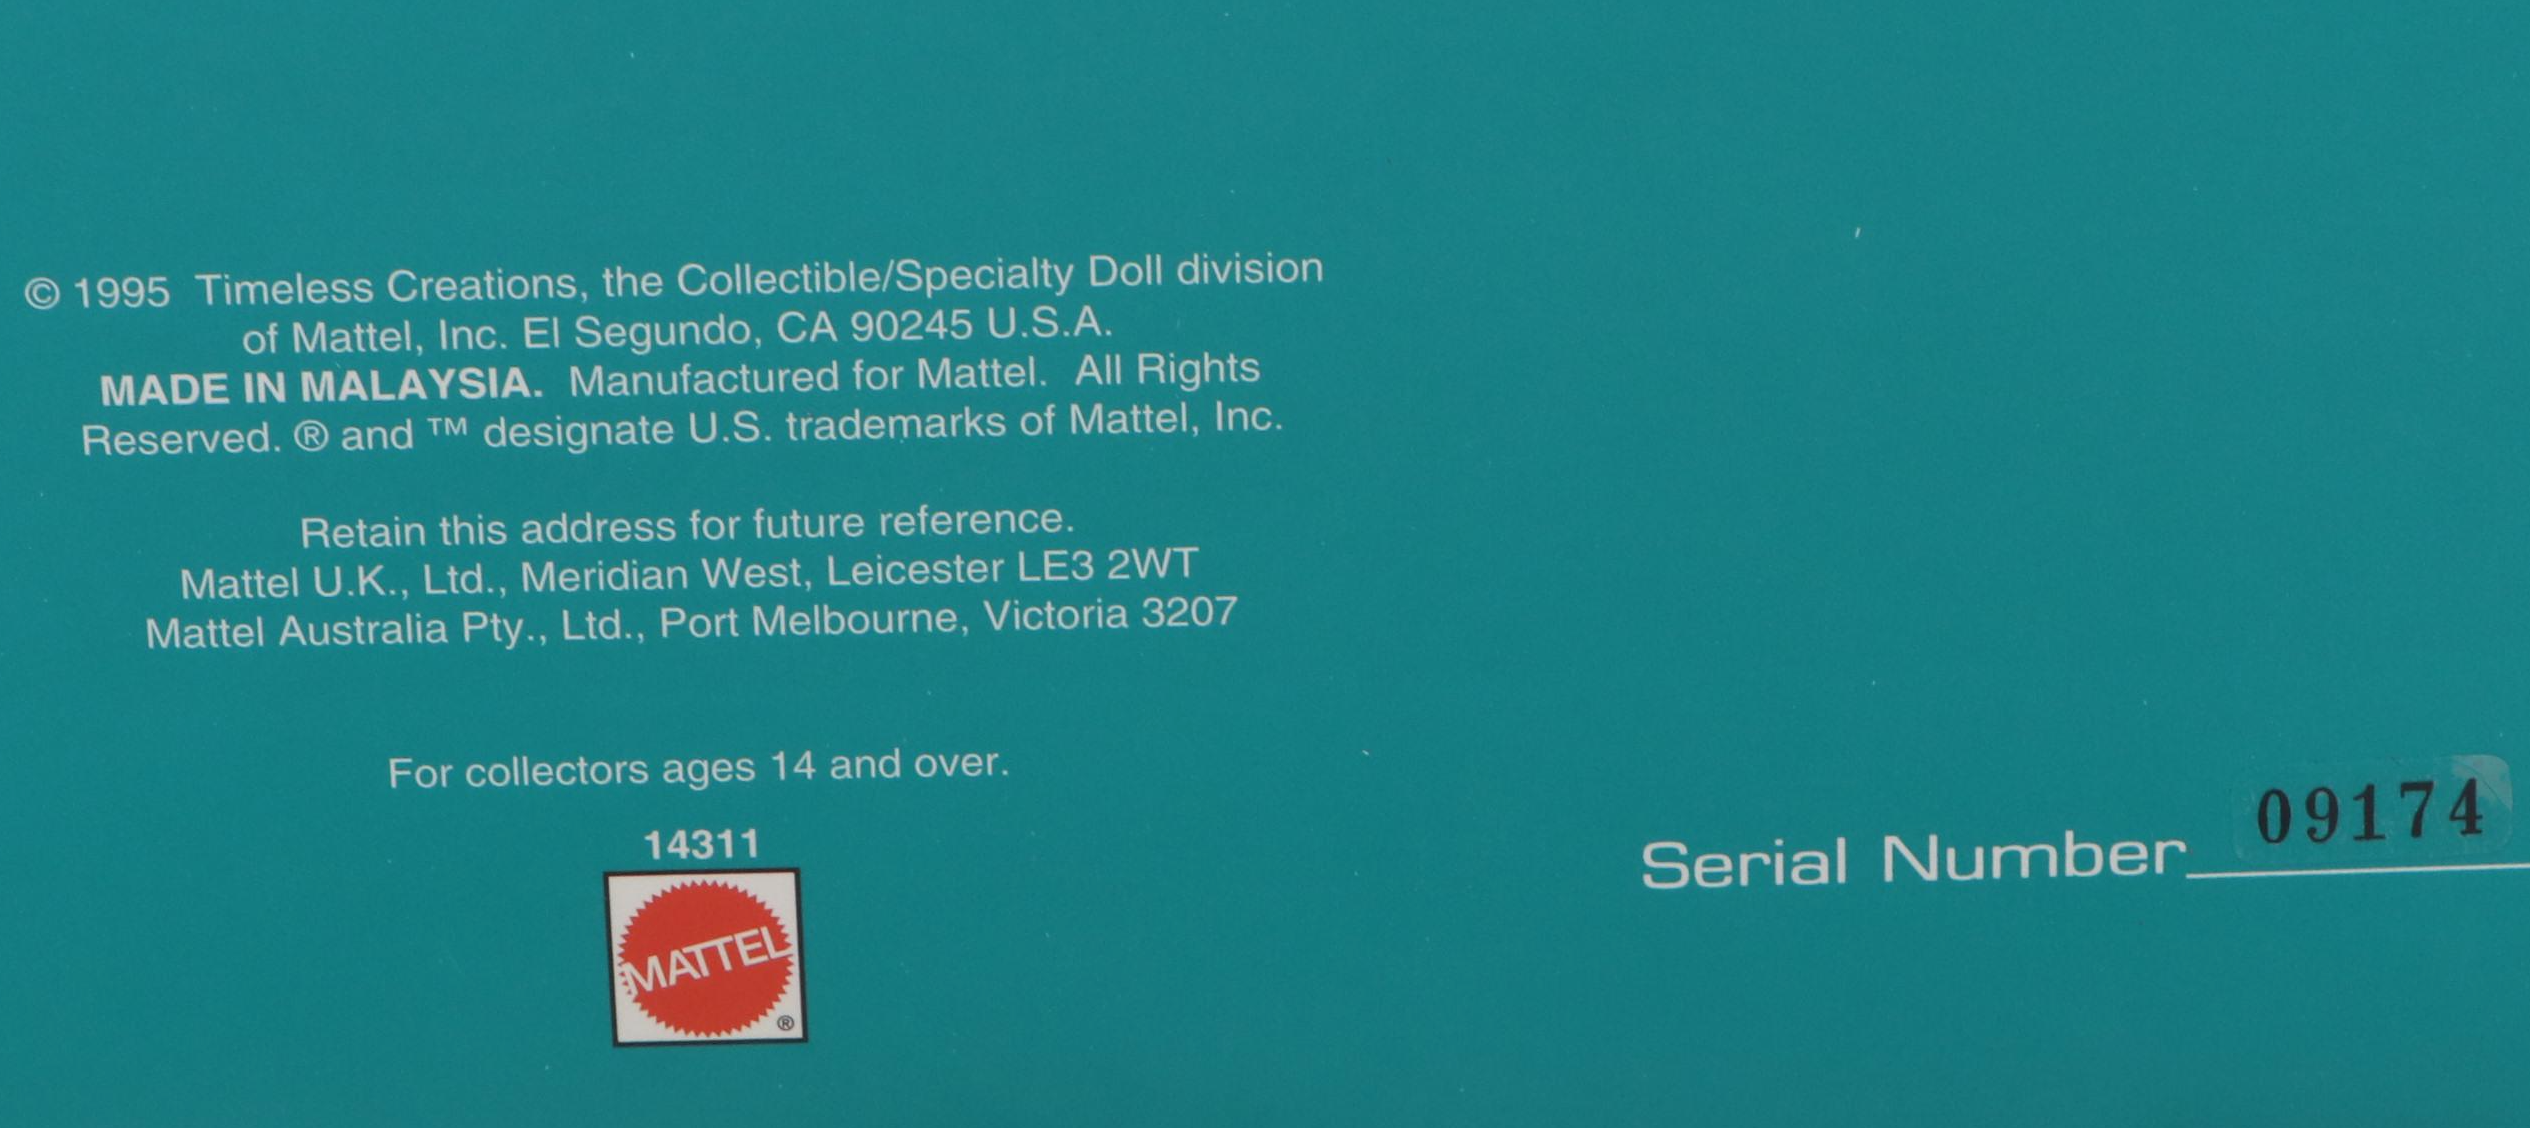 © 1995 Timeless Creations, the Collectible/Specialty Doll division
of Mattel, Inc. El Segundo, CA 90245 U.S.A.
MADE IN MALAYSIA. Manufactured for Mattel. All Rights
Reserved. ® and ™ designate U.S. trademarks of Mattel, Inc.
Retain this address for future reference.
Mattel U.K., Ltd., Meridian West, Leicester LE3 2WT
Mattel Australia Pty., Ltd., Port Melbourne, Victoria 3207
For collectors ages 14 and over.
14311
MATTEL
®
Serial Number 09174